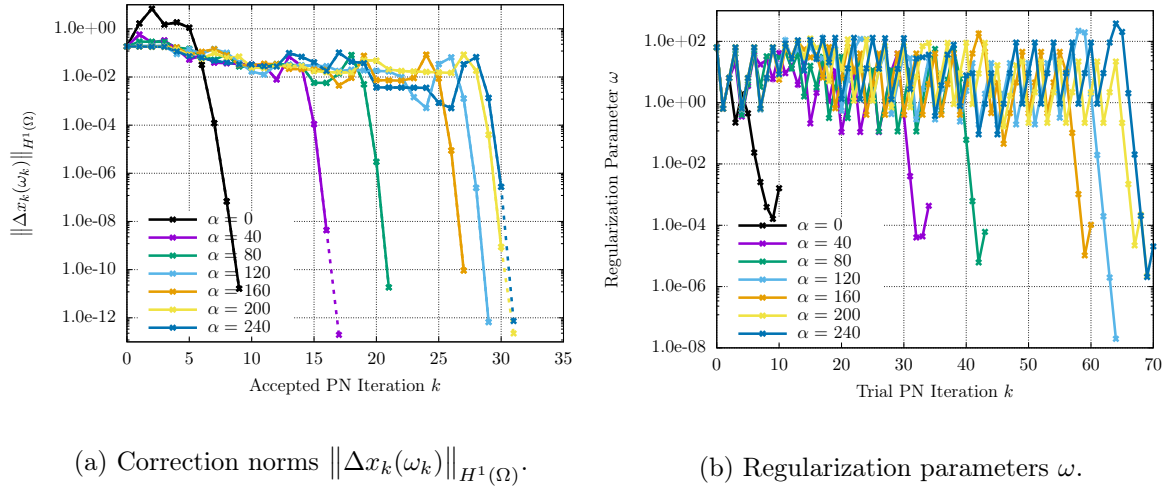 1.0e+00
1.0e-02
1.0e-04
1.0e-06
1.0e-08
1.0e-10
1.0e-12
‖Δx_k(ω_k)‖_{H^1(Ω)}
α = 0
α = 40
α = 80
α = 120
α = 160
α = 200
α = 240
0 5 10 15 20 25 30 35
Accepted PN Iteration k
(a) Correction norms ‖Δx_k(ω_k)‖_{H^1(Ω)}.
1.0e+02
1.0e+00
1.0e-02
1.0e-04
1.0e-06
1.0e-08
Regularization Parameter ω
α = 0
α = 40
α = 80
α = 120
α = 160
α = 200
α = 240
0 10 20 30 40 50 60 70
Trial PN Iteration k
(b) Regularization parameters ω.